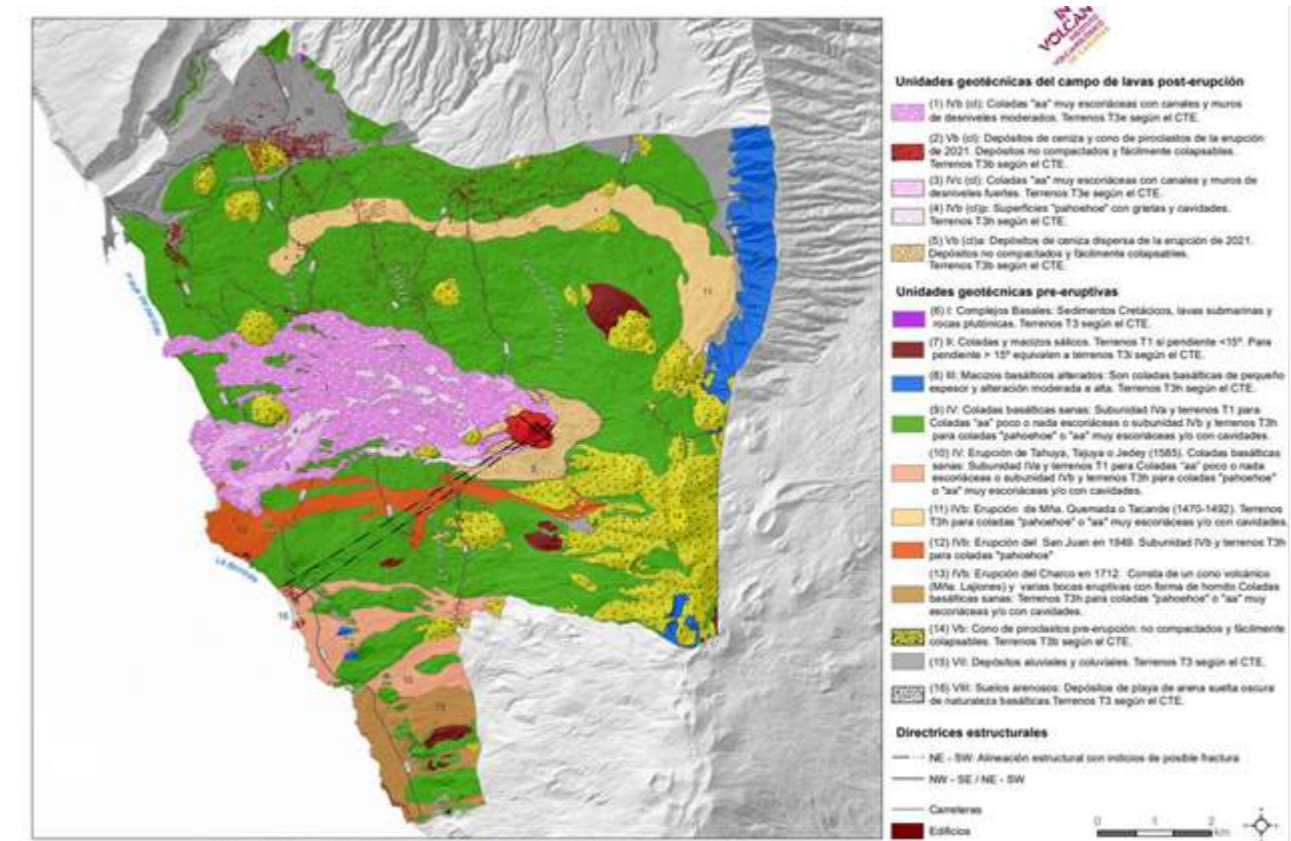 IN
VOLCAN
INSTITUTO
VOLCANOLÓGICO
DE CANARIAS
Unidades geotécnicas del campo de lavas post-erupción
(1) IVb (cl): Coladas "aa" muy escoriáceas con canales y muros
de desniveles moderados. Terrenos T3e según el CTE.
(2) Vb (cl): Depósitos de ceniza y cono de piroclastos de la erupción
de 2021. Depósitos no compactados y fácilmente colapsables.
Terrenos T3b según el CTE.
(3) IVc (cl): Coladas "aa" muy escoriáceas con canales y muros de
desniveles fuertes. Terrenos T3e según el CTE.
(4) IVb (cl)p: Superficies "pahoehoe" con grietas y cavidades.
Terrenos T3h según el CTE.
(5) Vb (cl)a: Depósitos de ceniza dispersa de la erupción de 2021.
Depósitos no compactados y fácilmente colapsables.
Terrenos T3b según el CTE.
Unidades geotécnicas pre-eruptivas
(6) I: Complejos Basales: Sedimentos Cretácicos, lavas submarinas y
rocas plutónicas. Terrenos T3 según el CTE.
(7) II: Coladas y macizos sálicos. Terrenos T1 si pendiente <15º. Para
pendiente > 15º equivalen a terrenos T3i según el CTE.
(8) III: Macizos basálticos alterados: Son coladas basálticas de pequeño
espesor y alteración moderada a alta. Terrenos T3h según el CTE.
(9) IV: Coladas basálticas sanas: Subunidad IVa y terrenos T1 para
Coladas "aa" poco o nada escoriáceas o subunidad IVb y terrenos T3h
para coladas "pahoehoe" o "aa" muy escoriáceas y/o con cavidades.
(10) IV: Erupción de Tahuya, Tajuya o Jedey (1585). Coladas basálticas
sanas: Subunidad IVa y terrenos T1 para Coladas "aa" poco o nada
escoriáceas o subunidad IVb y terrenos T3h para coladas "pahoehoe"
o "aa" muy escoriáceas y/o con cavidades.
(11) IVb: Erupción de Mña. Quemada o Tacande (1470-1492). Terrenos
T3h para coladas "pahoehoe" o "aa" muy escoriáceas y/o con cavidades.
(12) IVb: Erupción del San Juan en 1949. Subunidad IVb y terrenos T3h
para coladas "pahoehoe"
(13) IVb: Erupción del Charco en 1712. Consta de un cono volcánico
(Mña. Lajiones) y varias bocas eruptivas con forma de hornito Coladas
basálticas sanas: Terrenos T3h para coladas "pahoehoe" o "aa" muy
escoriáceas y/o con cavidades.
(14) Vb: Cono de piroclastos pre-erupción: no compactados y fácilmente
colapsables. Terrenos T3b según el CTE.
(15) VII: Depósitos aluviales y coluviales. Terrenos T3 según el CTE.
(16) VIII: Suelos arenosos: Depósitos de playa de arena suelta oscura
de naturaleza basálticas.Terrenos T3 según el CTE.
Directrices estructurales
NE - SW: Alineación estructural con indicios de posible fractura
NW - SE / NE - SW
Carreteras
Edificios
0 1 2
km
La Bombilla
11
5
3
12
16
10
13